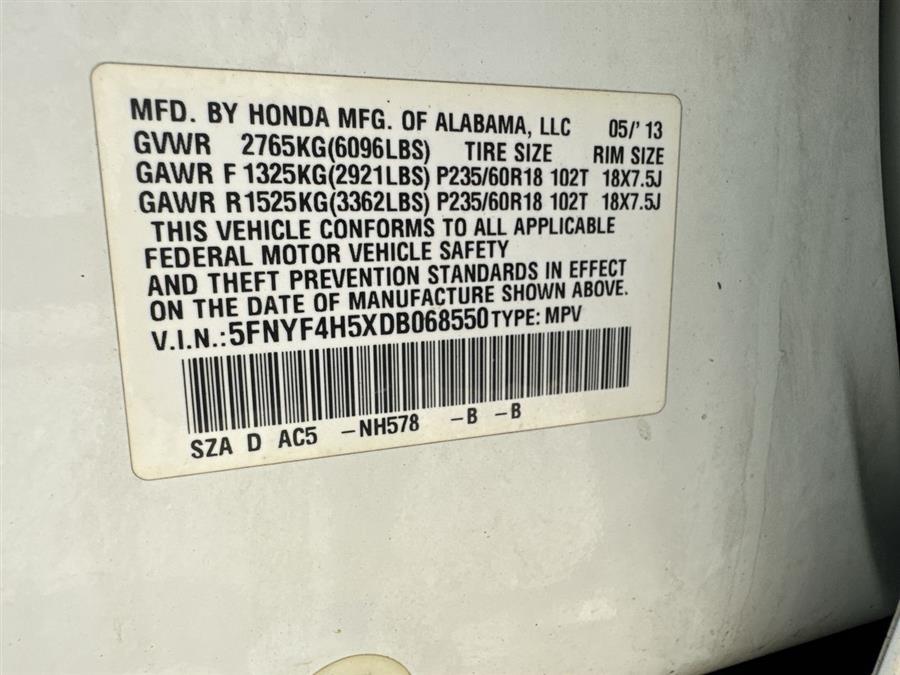 MFD. BY HONDA MFG. OF ALABAMA, LLC 05/'13
GVWR 2765KG(6096LBS) TIRE SIZE RIM SIZE
GAWR F 1325KG(2921LBS) P235/60R18 102T 18X7.5J
GAWR R 1525KG(3362LBS) P235/60R18 102T 18X7.5J
THIS VEHICLE CONFORMS TO ALL APPLICABLE
FEDERAL MOTOR VEHICLE SAFETY
AND THEFT PREVENTION STANDARDS IN EFFECT
ON THE DATE OF MANUFACTURE SHOWN ABOVE.
V.I.N.: 5FNYF4H5XDB068550 TYPE: MPV
SZA D AC5 -NH578 -B -B